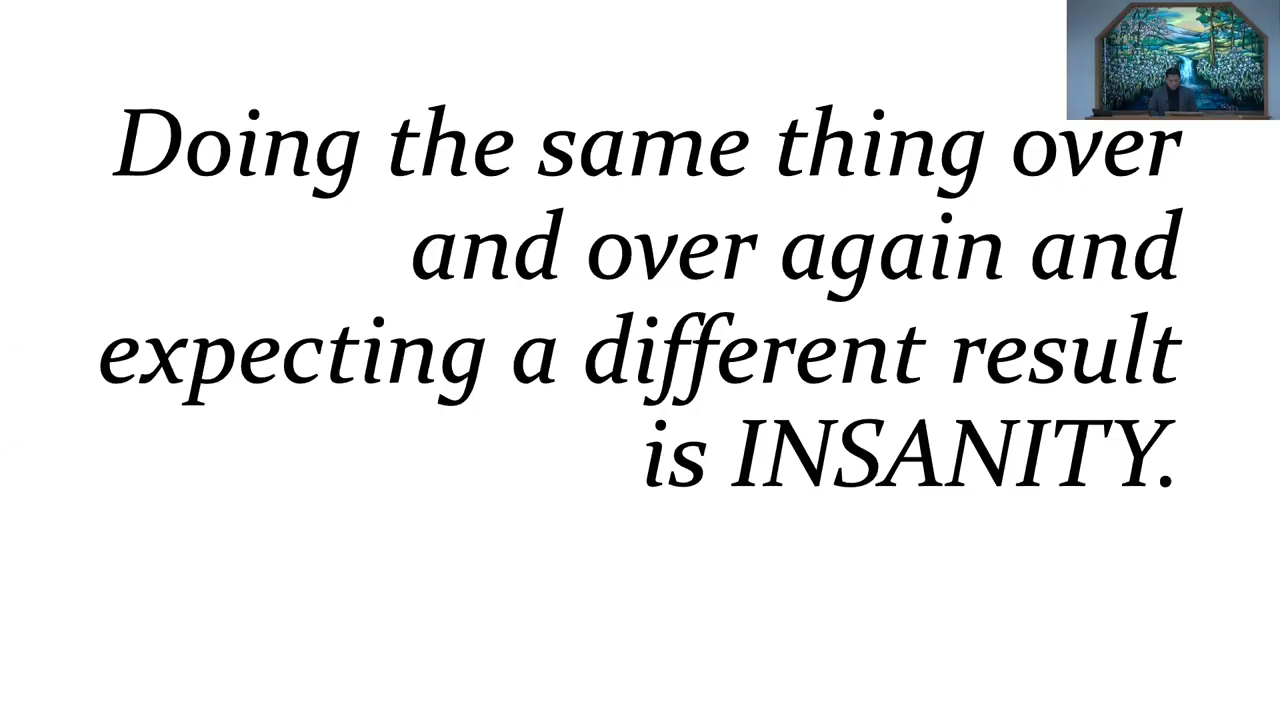 Doing the same thing over
and over again and
expecting a different result
is INSANITY.